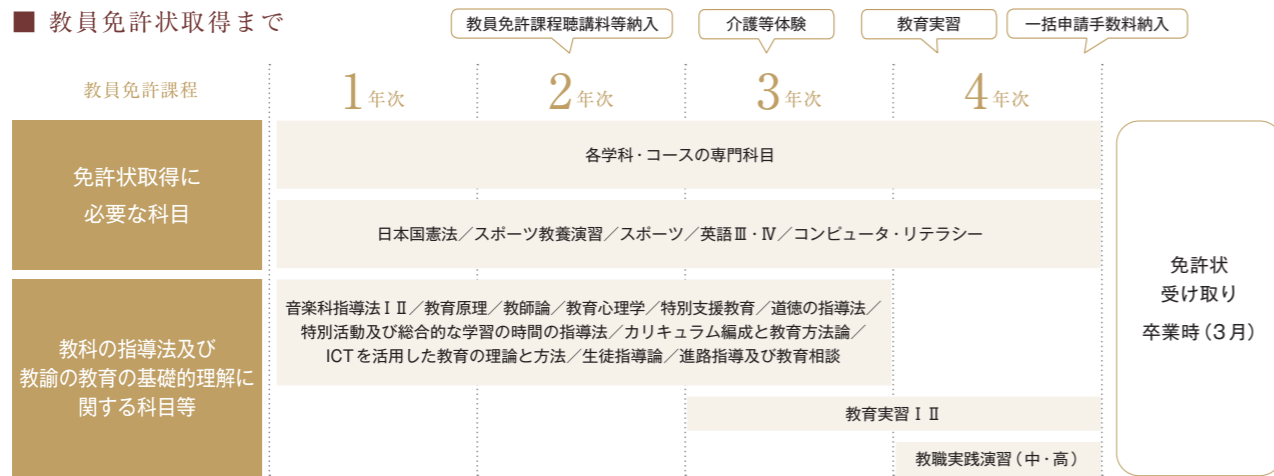 ■ 教員免許状取得まで
教員免許課程聴講料等納入
介護等体験
教育実習
一括申請手数料納入
教員免許課程
1年次
2年次
3年次
4年次
免許状取得に
必要な科目
各学科・コースの専門科目
日本国憲法／スポーツ教養演習／スポーツ／英語Ⅲ・Ⅳ／コンピュータ・リテラシー
教科の指導法及び
教諭の教育の基礎的理解に
関する科目等
音楽科指導法ⅠⅡ／教育原理／教師論／教育心理学／特別支援教育／道徳の指導法／
特別活動及び総合的な学習の時間の指導法／カリキュラム編成と教育方法論／
ICTを活用した教育の理論と方法／生徒指導論／進路指導及び教育相談
教育実習ⅠⅡ
教職実践演習（中・高）
免許状
受け取り
卒業時（3月）